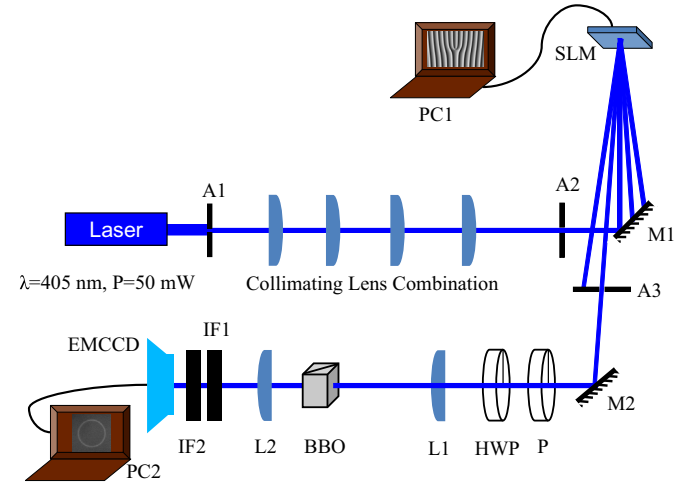 SLM
PC1
A1
A2
Laser
M1
λ=405 nm, P=50 mW
Collimating Lens Combination
A3
IF1
EMCCD
M2
IF2
L2
BBO
L1
HWP
P
PC2